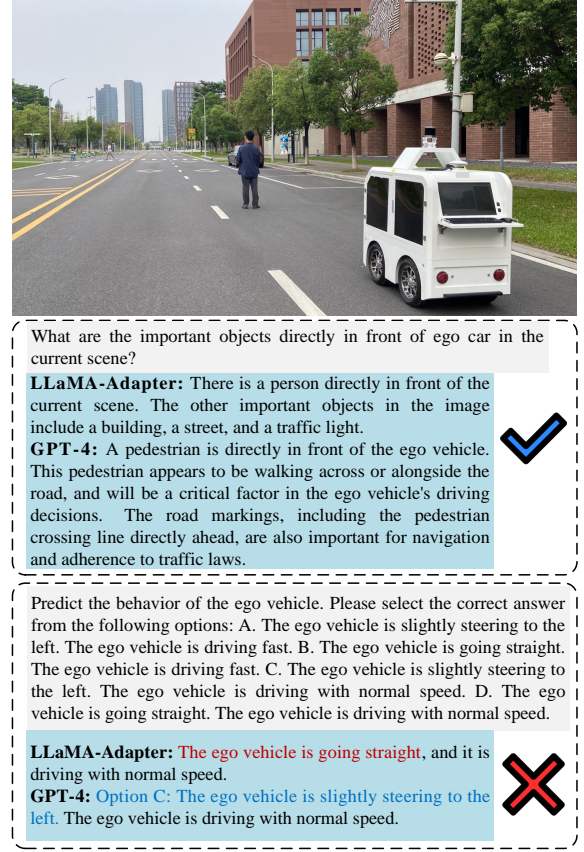 What are the important objects directly in front of ego car in the
current scene?
LLaMA-Adapter: There is a person directly in front of the
current scene. The other important objects in the image
include a building, a street, and a traffic light.
GPT-4: A pedestrian is directly in front of the ego vehicle.
This pedestrian appears to be walking across or alongside the
road, and will be a critical factor in the ego vehicle's driving
decisions. The road markings, including the pedestrian
crossing line directly ahead, are also important for navigation
and adherence to traffic laws.
Predict the behavior of the ego vehicle. Please select the correct answer
from the following options: A. The ego vehicle is slightly steering to the
left. The ego vehicle is driving fast. B. The ego vehicle is going straight.
The ego vehicle is driving fast. C. The ego vehicle is slightly steering to
the left. The ego vehicle is driving with normal speed. D. The ego
vehicle is going straight. The ego vehicle is driving with normal speed.
LLaMA-Adapter: The ego vehicle is going straight, and it is
driving with normal speed.
GPT-4: Option C: The ego vehicle is slightly steering to the
left. The ego vehicle is driving with normal speed.